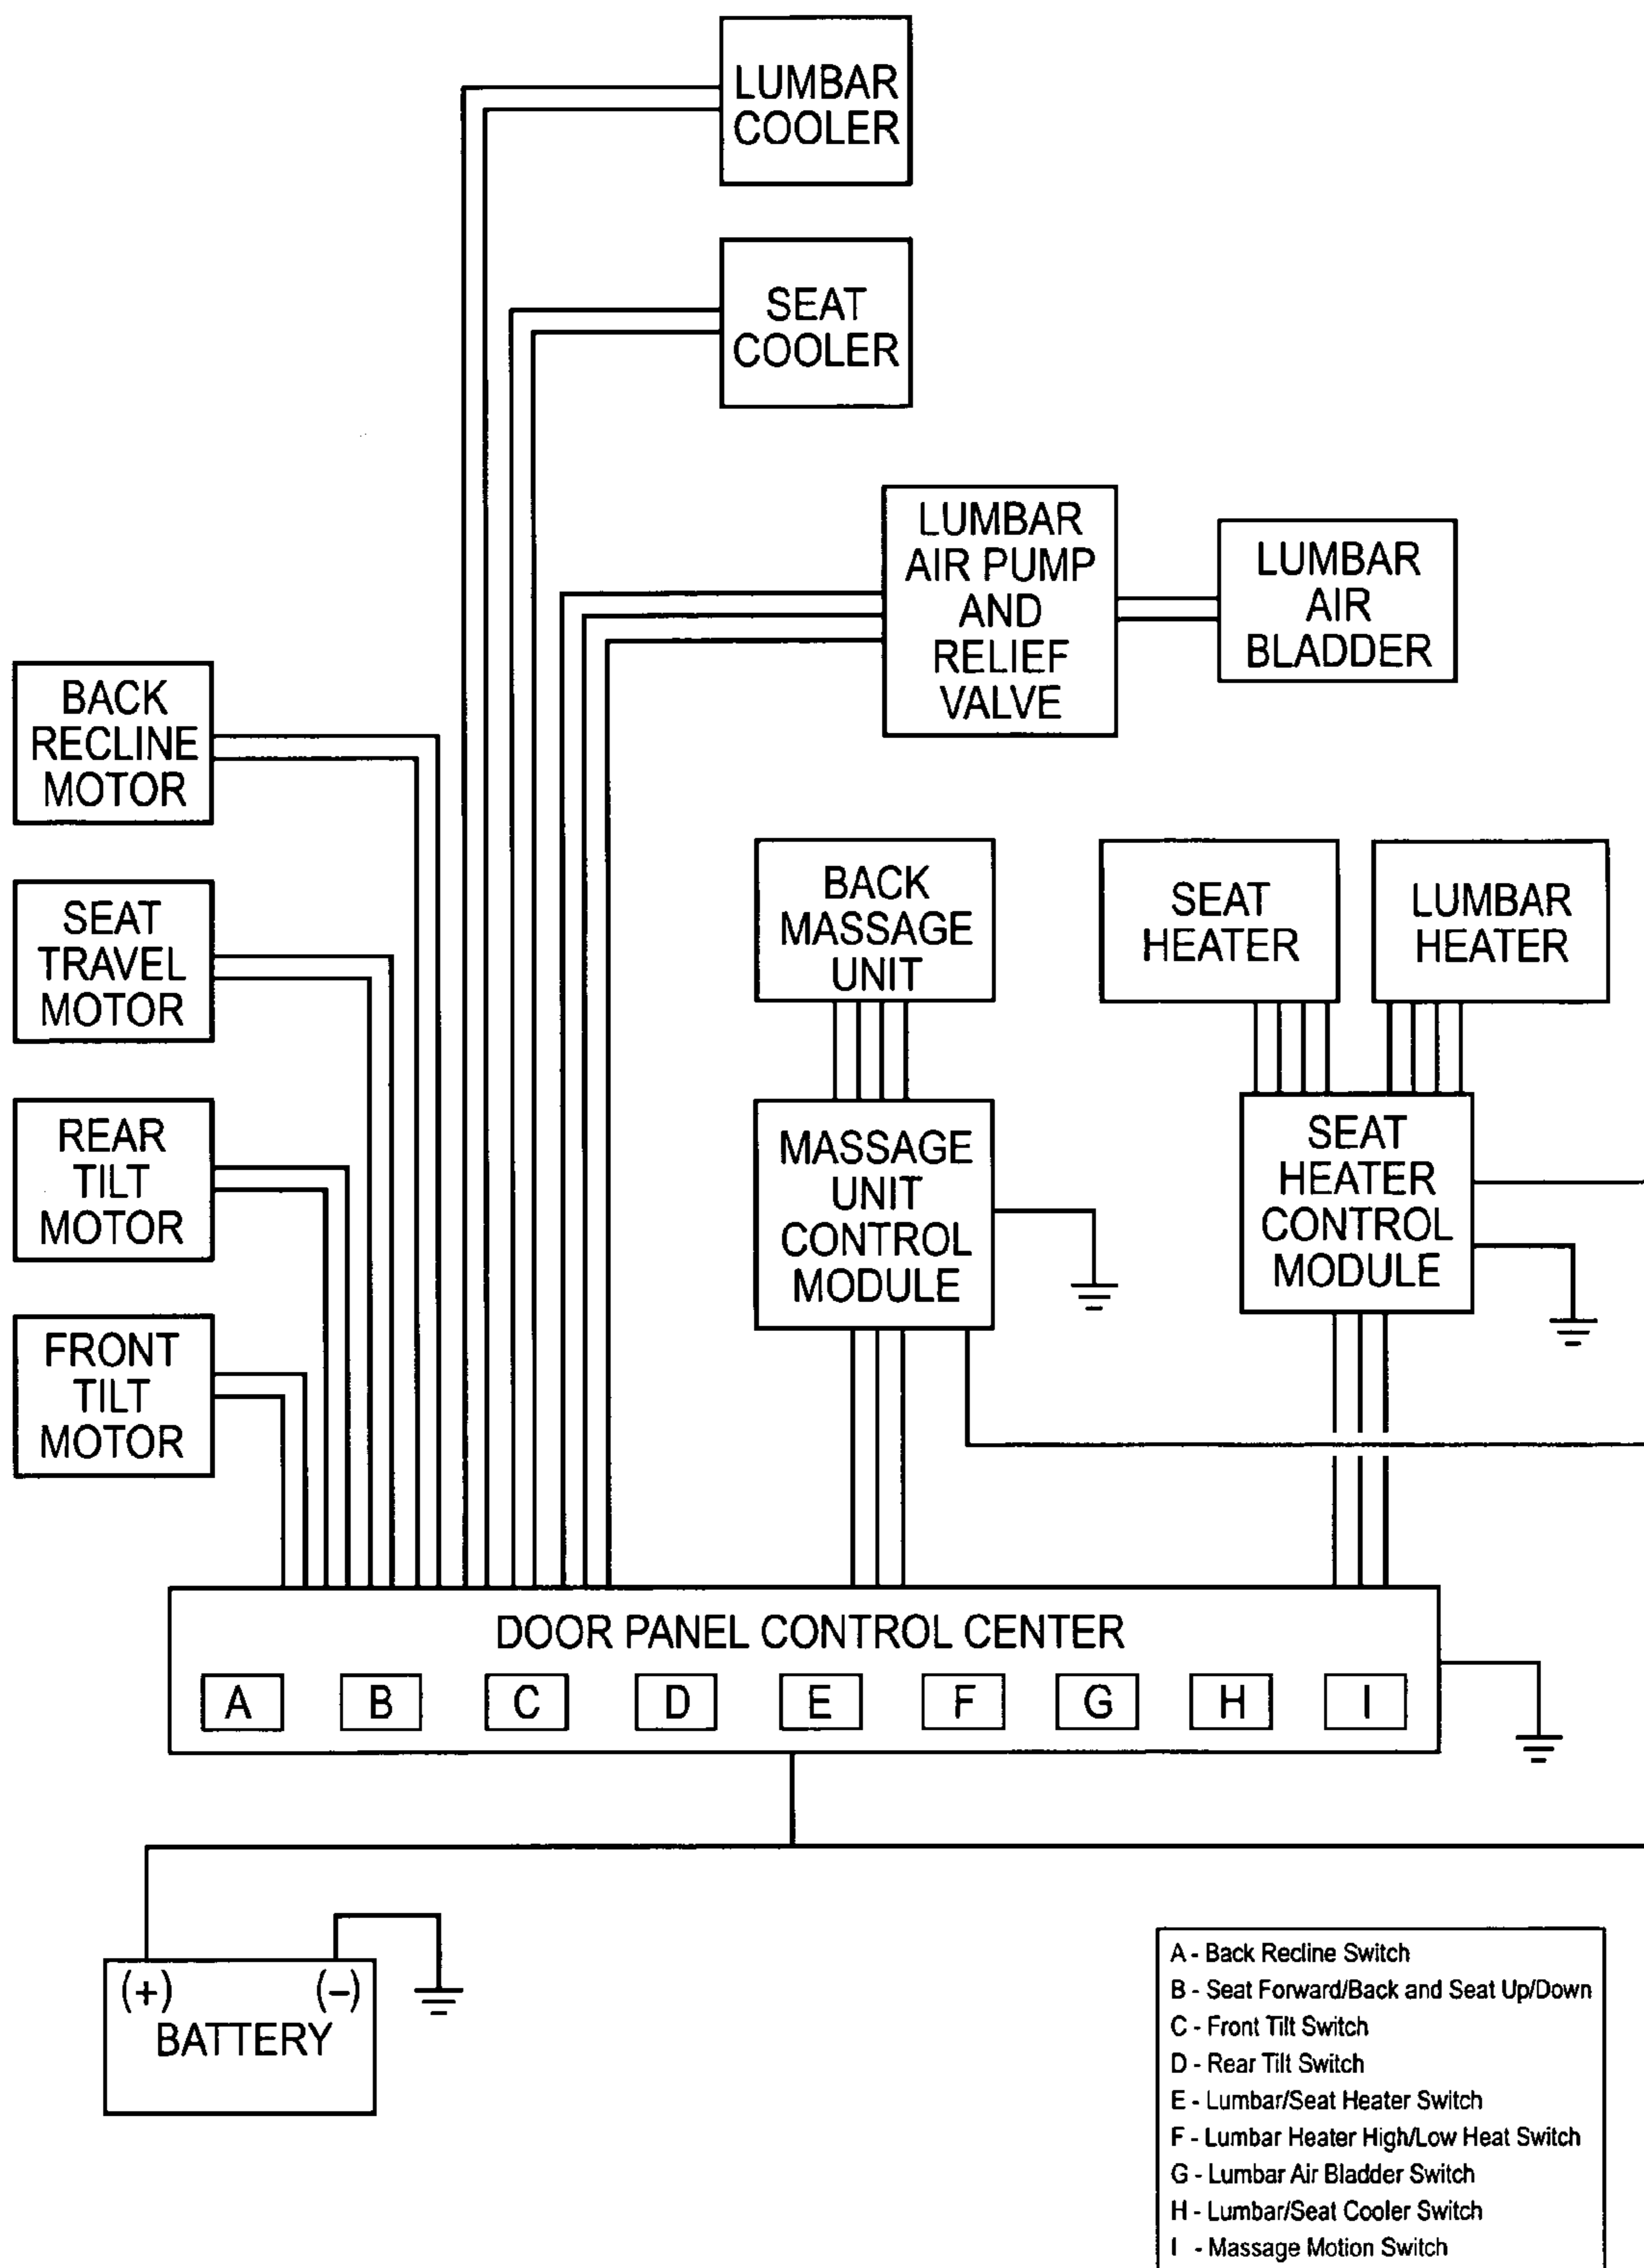 LUMBAR
COOLER
SEAT
COOLER
LUMBAR
AIR PUMP
AND
RELIEF
VALVE
LUMBAR
AIR
BLADDER
BACK
RECLINE
MOTOR
SEAT
TRAVEL
MOTOR
REAR
TILT
MOTOR
FRONT
TILT
MOTOR
BACK
MASSAGE
UNIT
SEAT
HEATER
LUMBAR
HEATER
MASSAGE
UNIT
CONTROL
MODULE
SEAT
HEATER
CONTROL
MODULE
DOOR PANEL CONTROL CENTER
A B C D E F G H I
(+) (-)
BATTERY
A - Back Recline Switch
B - Seat Forward/Back and Seat Up/Down
C - Front Tilt Switch
D - Rear Tilt Switch
E - Lumbar/Seat Heater Switch
F - Lumbar Heater High/Low Heat Switch
G - Lumbar Air Bladder Switch
H - Lumbar/Seat Cooler Switch
I - Massage Motion Switch